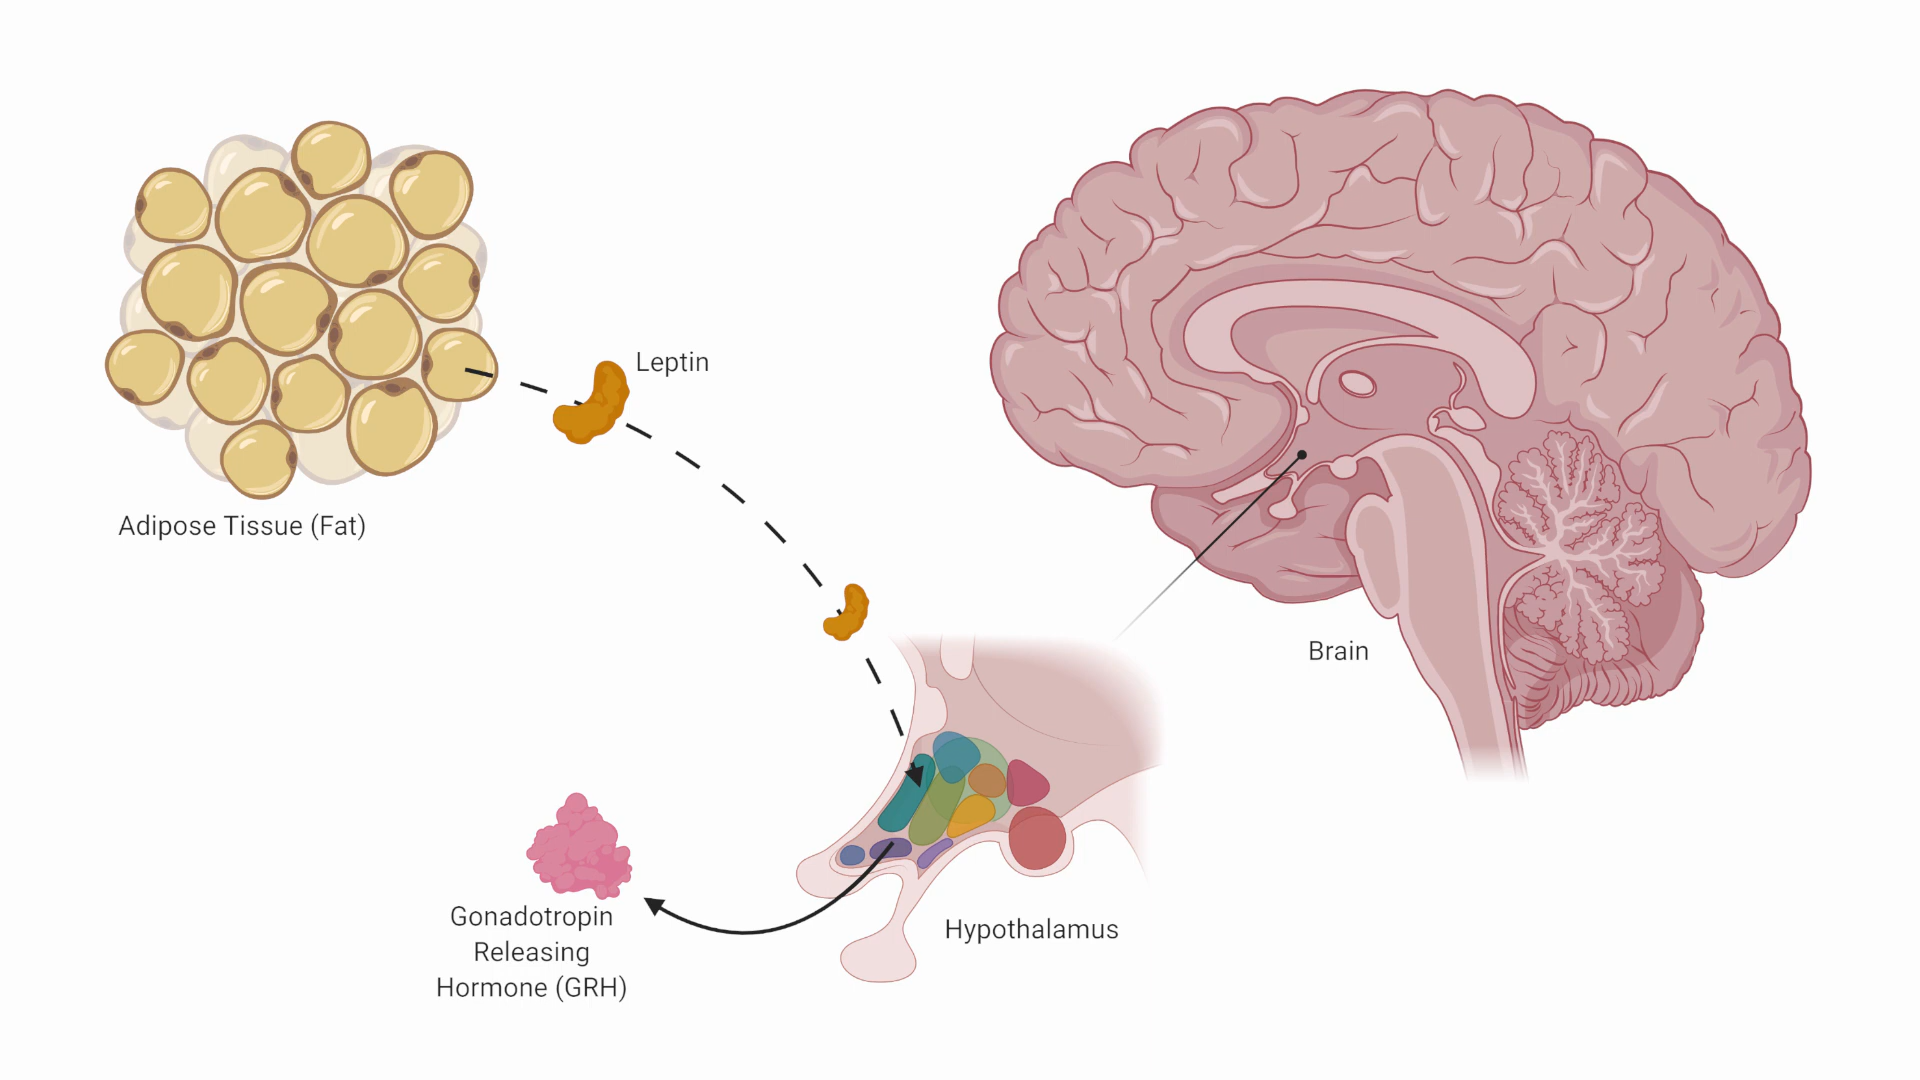 Leptin
Adipose Tissue (Fat)
Brain
Gonadotropin
Releasing
Hormone (GRH)
Hypothalamus